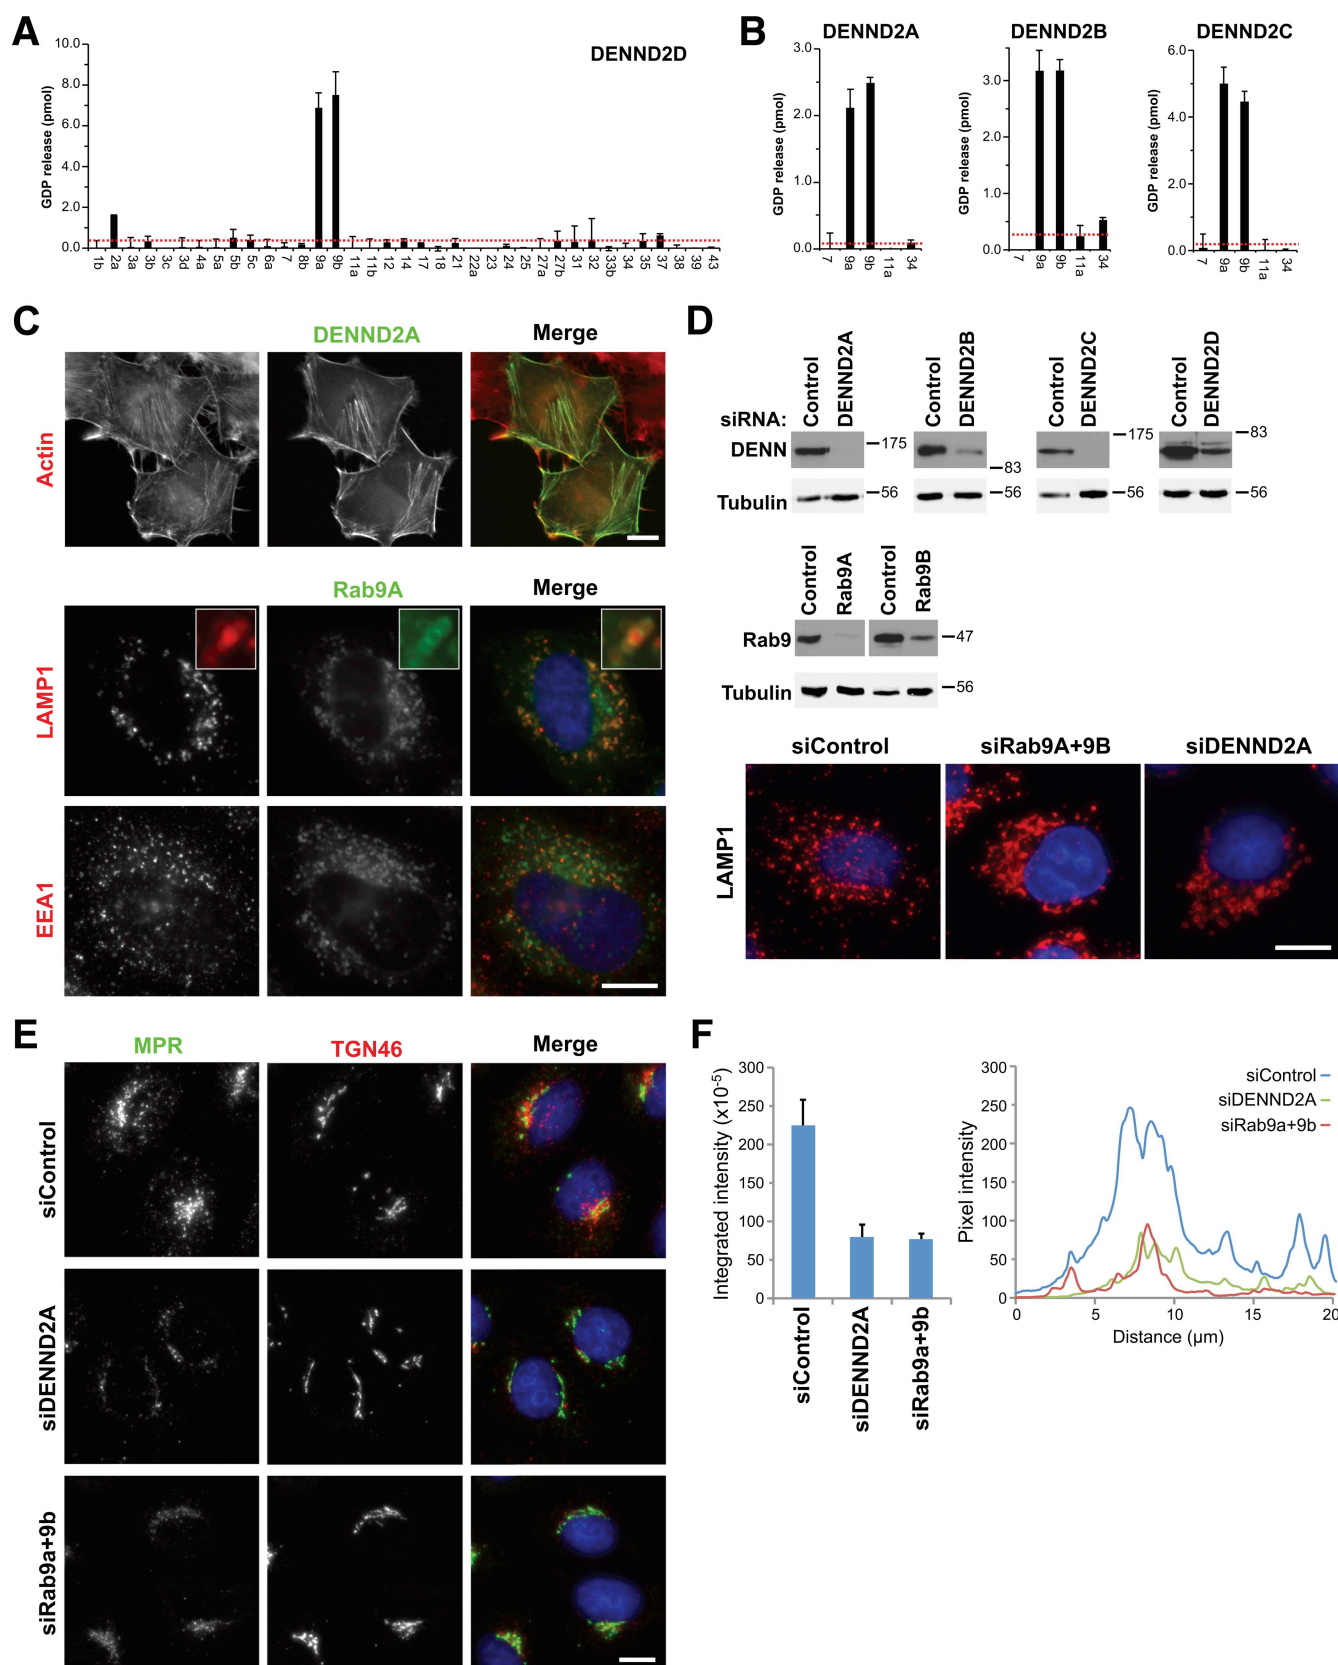 A
DENND2D
GDP release (pmol)
10.0
8.0
6.0
4.0
2.0
0.0
1b 2a 3a 3b 3c 3d 4a 5a 5b 5c 6a 7 8b 9a 9b 11a 11b 12 14 17 18 21 22a 23 24 25 27a 27b 31 32 33b 34 35 37 38 39 43
B
DENND2A
GDP release (pmol)
3.0
2.0
1.0
0.0
7 9a 9b 11a 34
DENND2B
GDP release (pmol)
3.0
2.0
1.0
0.0
7 9a 9b 11a 34
DENND2C
GDP release (pmol)
6.0
4.0
2.0
0.0
7 9a 9b 11a 34
C
DENND2A Merge
Actin
Rab9A Merge
LAMP1
EEA1
D
siRNA: Control DENND2A Control DENND2B Control DENND2C Control DENND2D
DENN 175 83 175 83
Tubulin 56 56 56 56
Control Rab9A Control Rab9B
Rab9 47
Tubulin 56
siControl siRab9A+9B siDENND2A
LAMP1
E
MPR TGN46 Merge
siControl
siDENND2A
siRab9a+9b
F
Integrated intensity (x10-5)
300
250
200
150
100
50
0
siControl siDENND2A siRab9a+9b
Pixel intensity
300
250
200
150
100
50
0
0 5 10 15 20
Distance (µm)
siControl
siDENND2A
siRab9a+9b